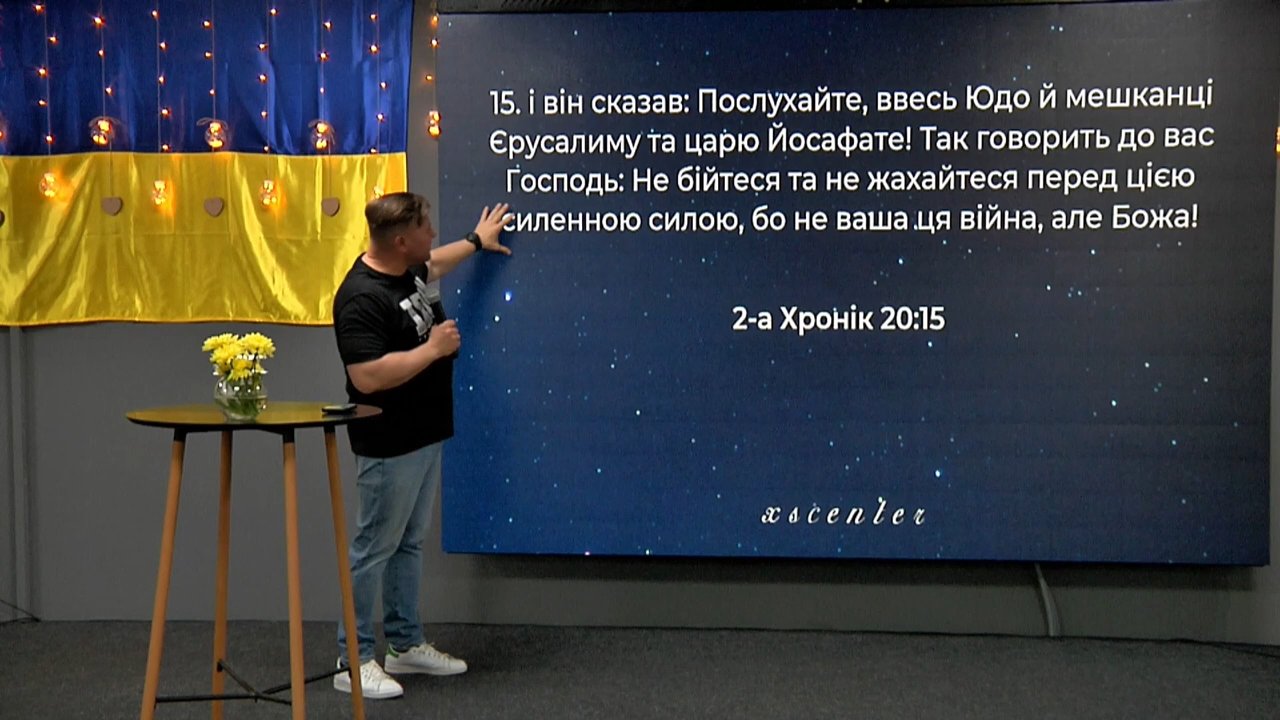 15. і він сказав: Послухайте, ввесь Юдо й мешканці
Єрусалиму та царю Йосафате! Так говорить до вас
Господь: Не бійтеся та не жахайтеся перед цією
силенною силою, бо не ваша ця війна, але Божа!
2-а Хронік 20:15
xscenter